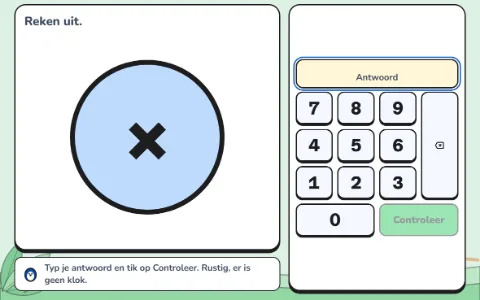 Reken uit.
×
Antwoord
7 8 9
4 5 6
1 2 3
0 Controleer
Typ je antwoord en tik op Controleer. Rustig, er is
geen klok.